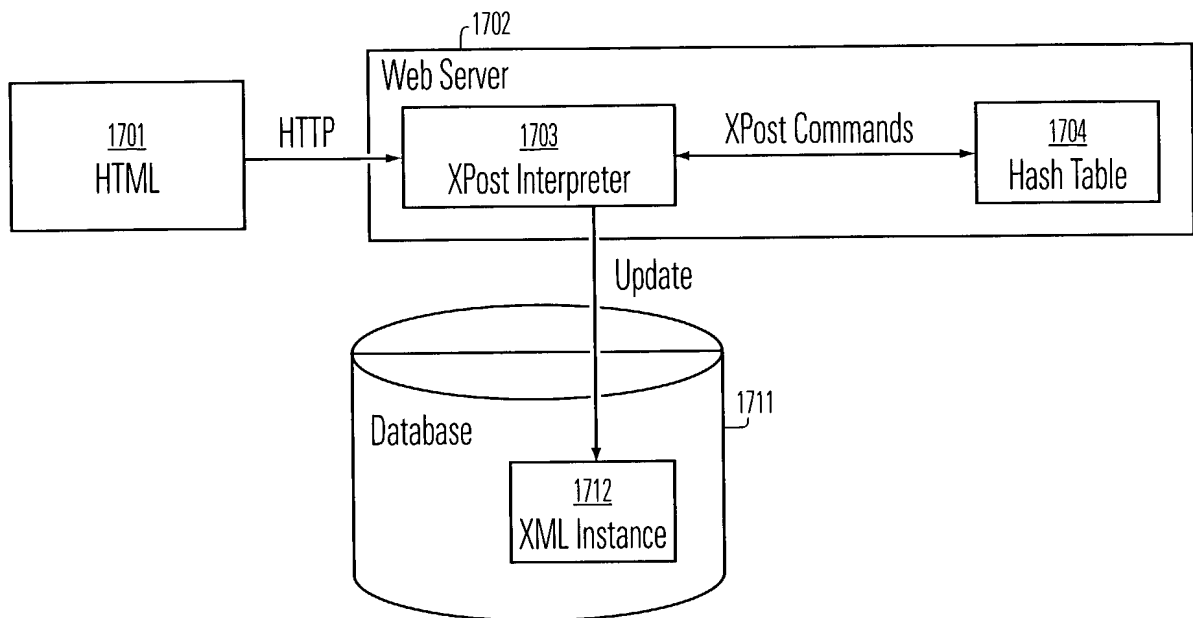 1702
Web Server
1701
HTML
HTTP
1703
XPost Interpreter
XPost Commands
1704
Hash Table
Update
1711
Database
1712
XML Instance